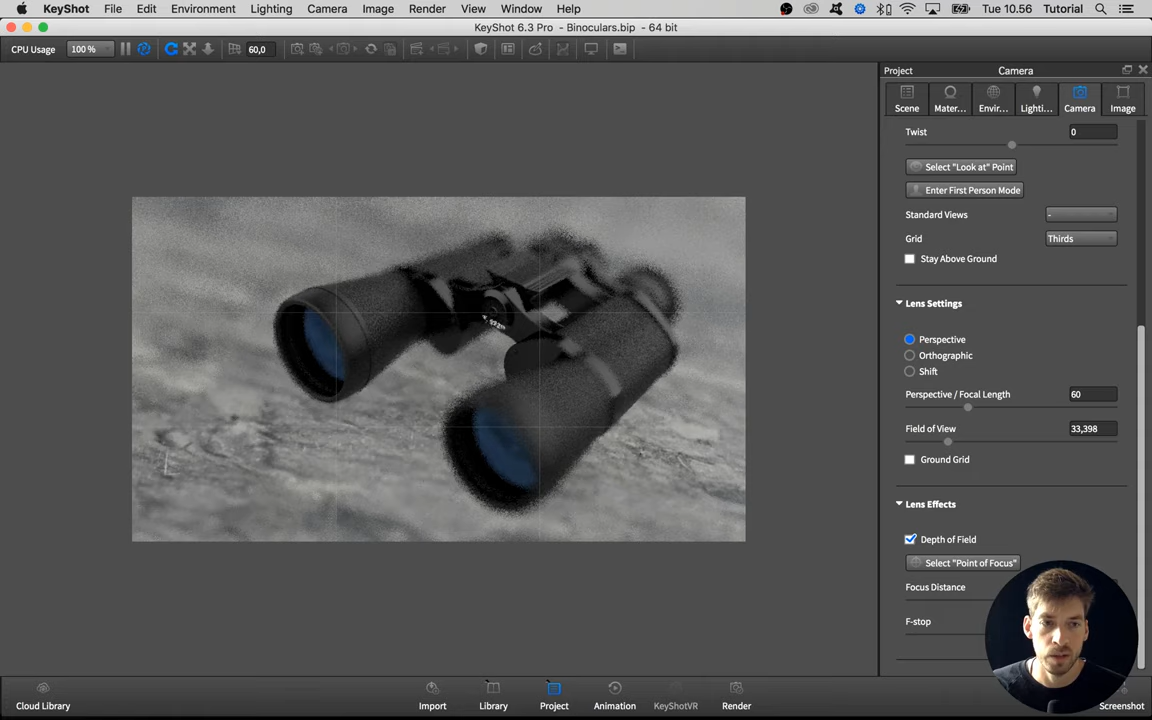 KeyShot File Edit Environment Lighting Camera Image Render View Window Help Tue 10.56 Tutorial
KeyShot 6.3 Pro - Binoculars.bip - 64 bit
CPU Usage 100 % 60,0
Project Camera
Scene Mater... Envir... Lighti... Camera Image
Twist 0
Select "Look at" Point
Enter First Person Mode
Standard Views -
Grid Thirds
Stay Above Ground
Lens Settings
Perspective
Orthographic
Shift
Perspective / Focal Length 60
Field of View 33,398
Ground Grid
Lens Effects
Depth of Field
Select "Point of Focus"
Focus Distance
F-stop
Cloud Library Import Library Project Animation KeyShotVR Render Screenshot